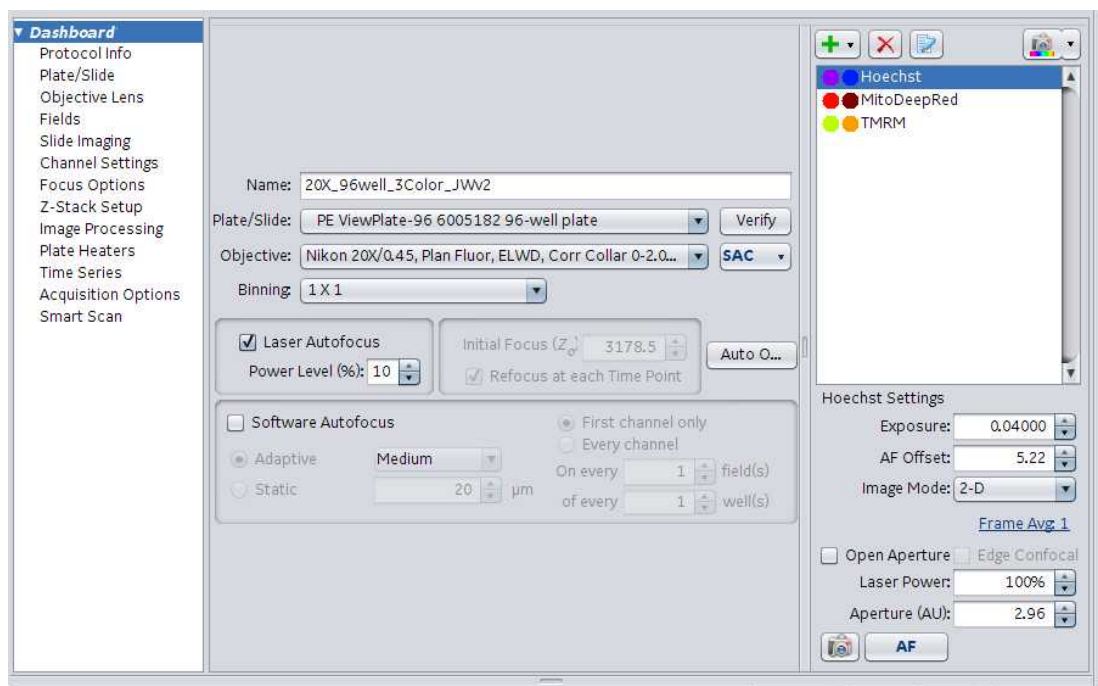 Dashboard
Protocol Info
Plate/Slide
Objective Lens
Fields
Slide Imaging
Channel Settings
Focus Options
Z-Stack Setup
Image Processing
Plate Heaters
Time Series
Acquisition Options
Smart Scan
Name: 20X_96well_3Color_JWv2
Plate/Slide: PE ViewPlate-96 6005182 96-well plate Verify
Objective: Nikon 20X/0.45, Plan Fluor, ELWD, Corr Collar 0-2.0... SAC
Binning: 1 X 1
Laser Autofocus
Power Level (%): 10
Initial Focus (Zo) 3178.5
Refocus at each Time Point
Auto O...
Software Autofocus
Adaptive Medium
Static 20 µm
First channel only
Every channel
On every 1 field(s)
of every 1 well(s)
Hoechst
MitoDeepRed
TMRM
Hoechst Settings
Exposure: 0.04000
AF Offset: 5.22
Image Mode: 2-D
Frame Avg: 1
Open Aperture Edge Confocal
Laser Power: 100%
Aperture (AU): 2.96
AF